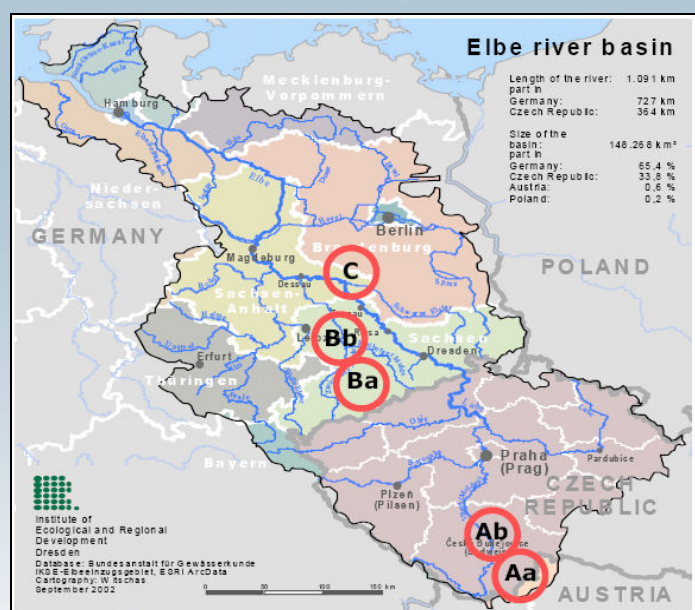 Elbe river basin
Length of the river: 1.091 km
part in
Germany: 727 km
Czech Republic: 364 km
Size of the
basin: 148.268 km²
part in
Germany: 65,4 %
Czech Republic: 33,8 %
Austria: 0,6 %
Poland: 0,2 %
Mecklenburg-
Vorpommern
Hamburg
Elbe
Nieder-
sachsen
Havel
Berlin
GERMANY
Brandenburg
Magdeburg
POLAND
C
Dessau
Spree
Sachsen-
Anhalt
Bb
Sachsen
Dresden
Erfurt
Ba
Thüringen
Saale
Labe
Bayern
Praha
(Prag)
Pardubice
Plzeň
(Pilsen)
CZECH
REPUBLIC
Ab
Aa
AUSTRIA
Institute of
Ecological and Regional
Development
Dresden
Database: Bundesanstalt für Gewässerkunde
IKSE-Elbeeinzugsgebiet, ESRI ArcData
Cartography: Witschas
September 2002
0 50 100 150 km